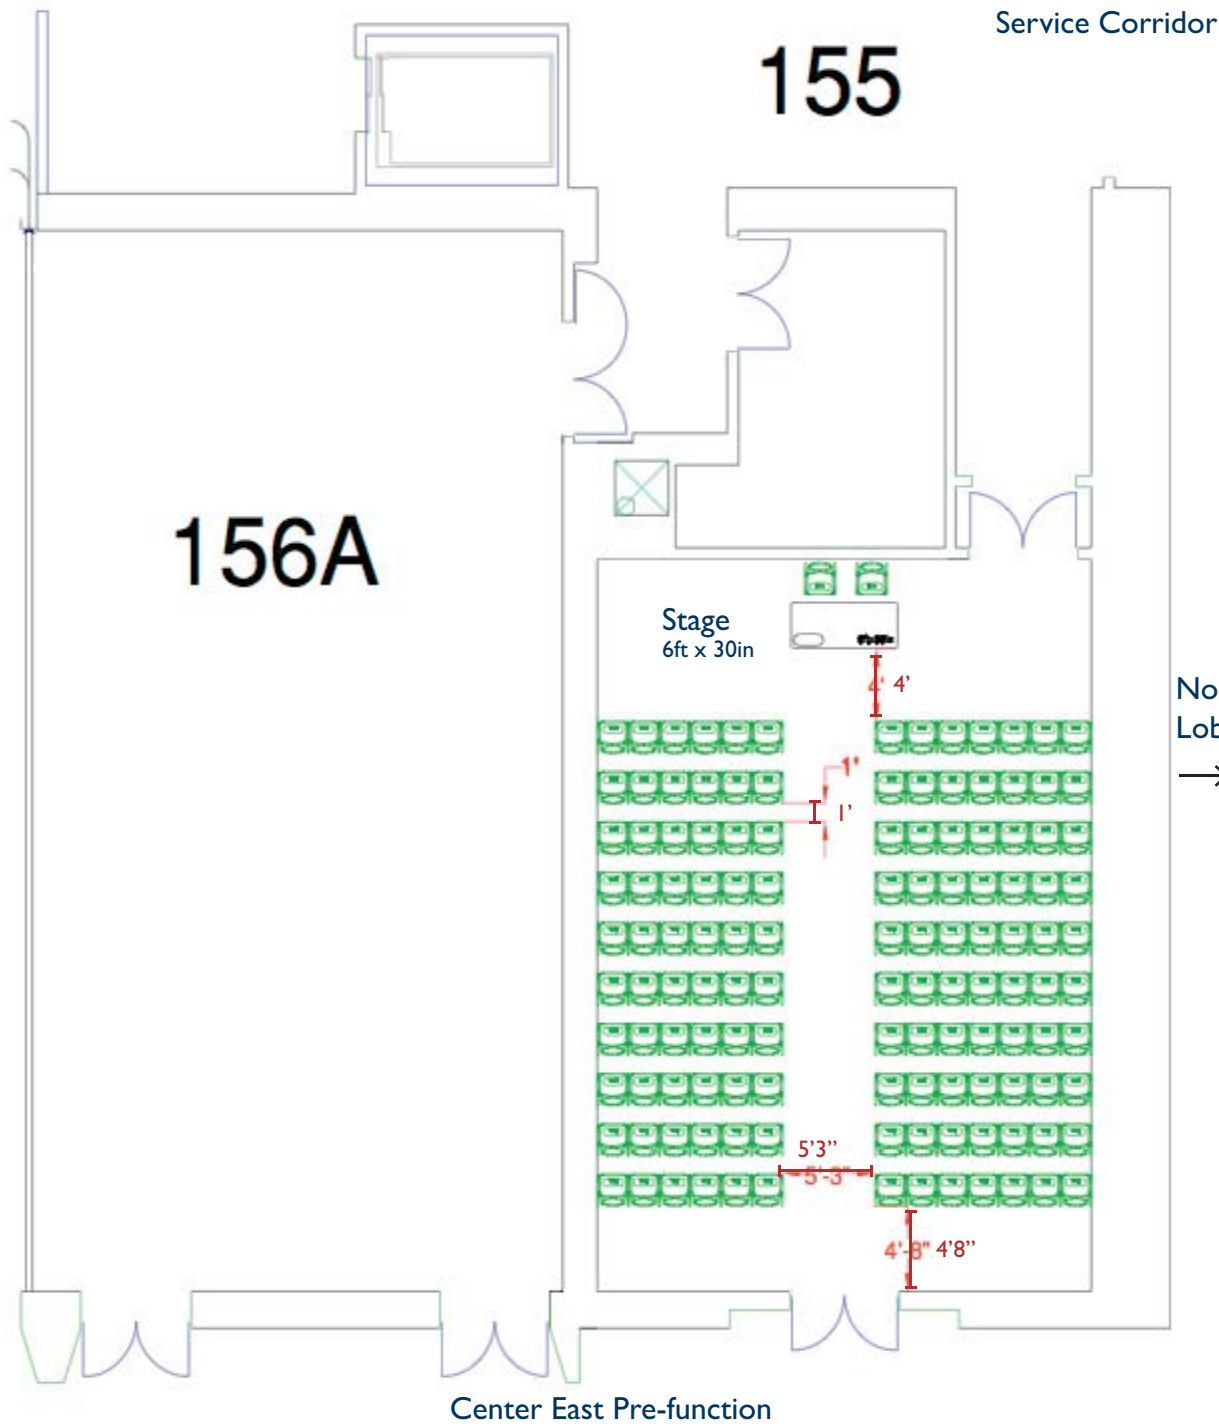 Service Corridor
155
156A
Stage
6ft x 30in
4' 4’
No
Lob
1'
1’
5’3”
5'-3"
4'-8" 4’8”
Center East Pre-function